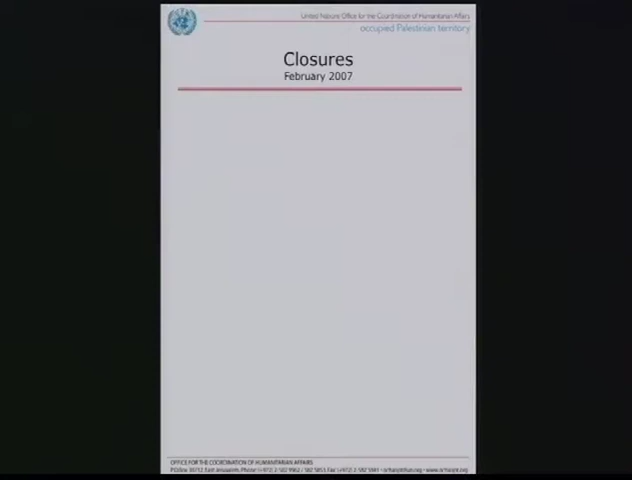 United Nations Office for the Coordination of Humanitarian Affairs
occupied Palestinian territory
Closures
February 2007
OFFICE FOR THE COORDINATION OF HUMANITARIAN AFFAIRS